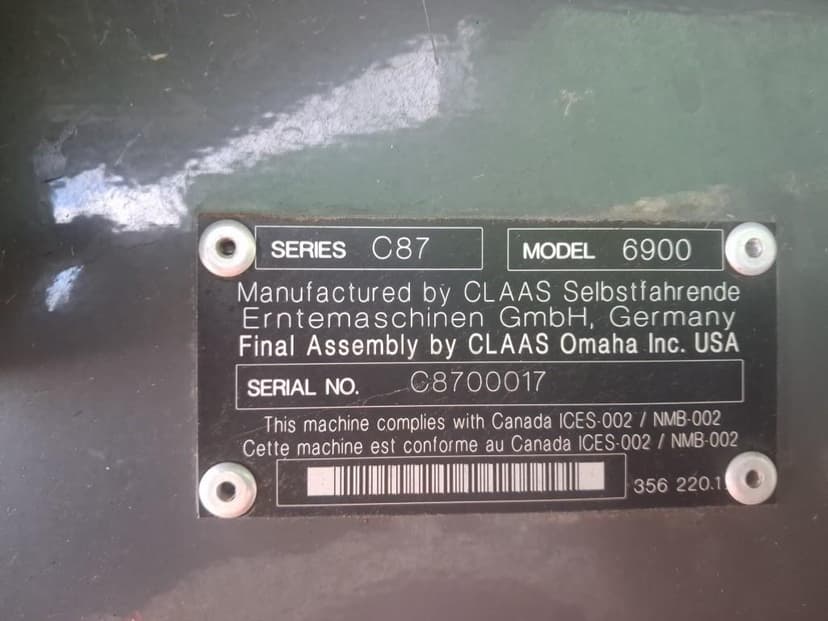 SERIES C87 MODEL 6900
Manufactured by CLAAS Selbstfahrende
Erntemaschinen GmbH, Germany
Final Assembly by CLAAS Omaha Inc. USA
SERIAL NO. C8700017
This machine complies with Canada ICES-002 / NMB-002
Cette machine est conforme au Canada ICES-002 / NMB-002
356 220.1